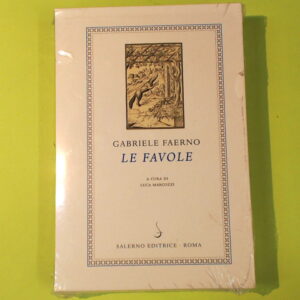 GABRIELE FAERNO
LE FAVOLE
A CURA DI
LUCA MARCOZZI
SALERNO EDITRICE · ROMA